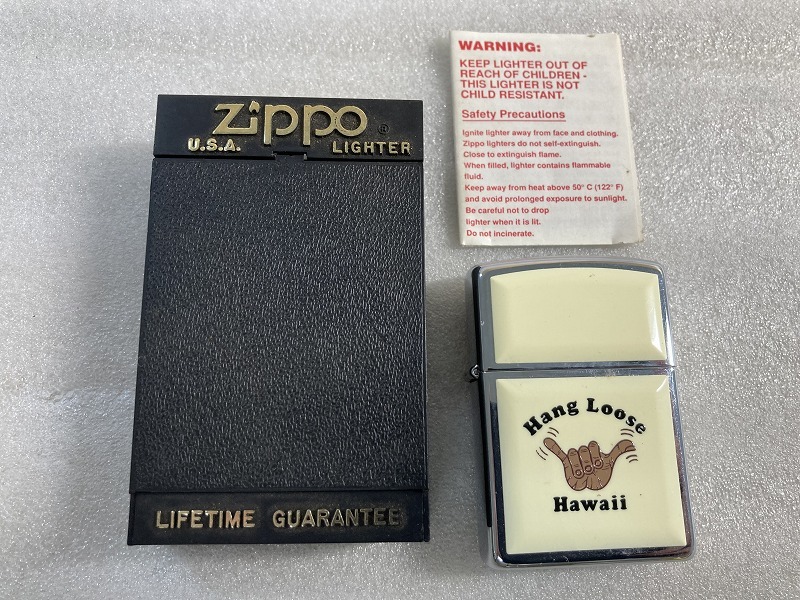 Zippo ®
U.S.A. LIGHTER
LIFETIME GUARANTEE
WARNING:
KEEP LIGHTER OUT OF
REACH OF CHILDREN -
THIS LIGHTER IS NOT
CHILD RESISTANT.
Safety Precautions
Ignite lighter away from face and clothing.
Zippo lighters do not self-extinguish.
Close to extinguish flame.
When filled, lighter contains flammable
fluid.
Keep away from heat above 50° C (122° F)
and avoid prolonged exposure to sunlight.
Be careful not to drop
lighter when it is lit.
Do not incinerate.
Hang Loose
Hawaii